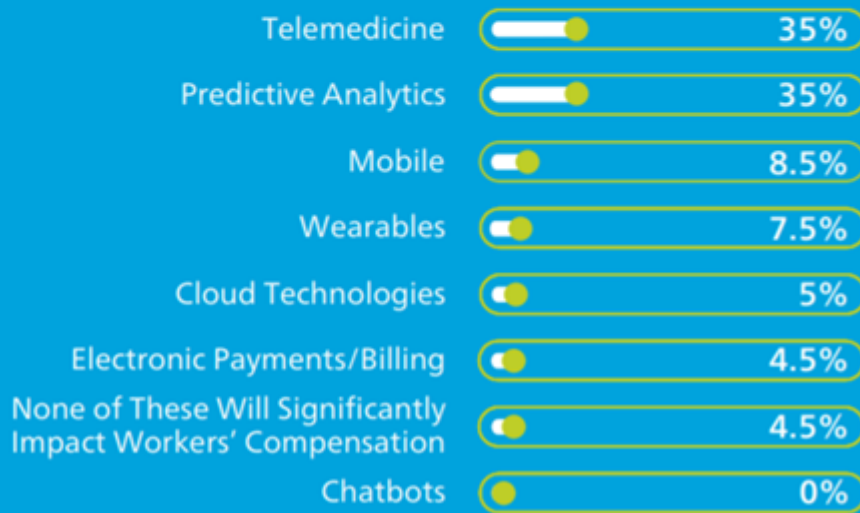 Telemedicine 35%
Predictive Analytics 35%
Mobile 8.5%
Wearables 7.5%
Cloud Technologies 5%
Electronic Payments/Billing 4.5%
None of These Will Significantly
Impact Workers’ Compensation 4.5%
Chatbots 0%